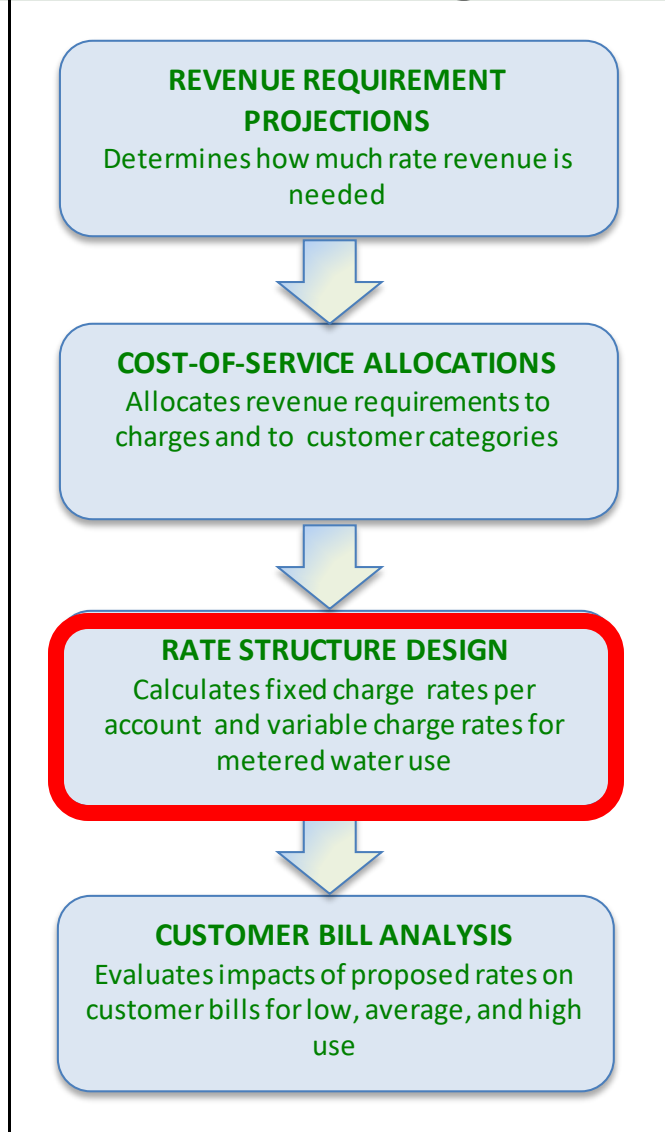 REVENUE REQUIREMENT
PROJECTIONS
Determines how much rate revenue is
needed
COST-OF-SERVICE ALLOCATIONS
Allocates revenue requirements to
charges and to customer categories
RATE STRUCTURE DESIGN
Calculates fixed charge rates per
account and variable charge rates for
metered water use
CUSTOMER BILL ANALYSIS
Evaluates impacts of proposed rates on
customer bills for low, average, and high
use